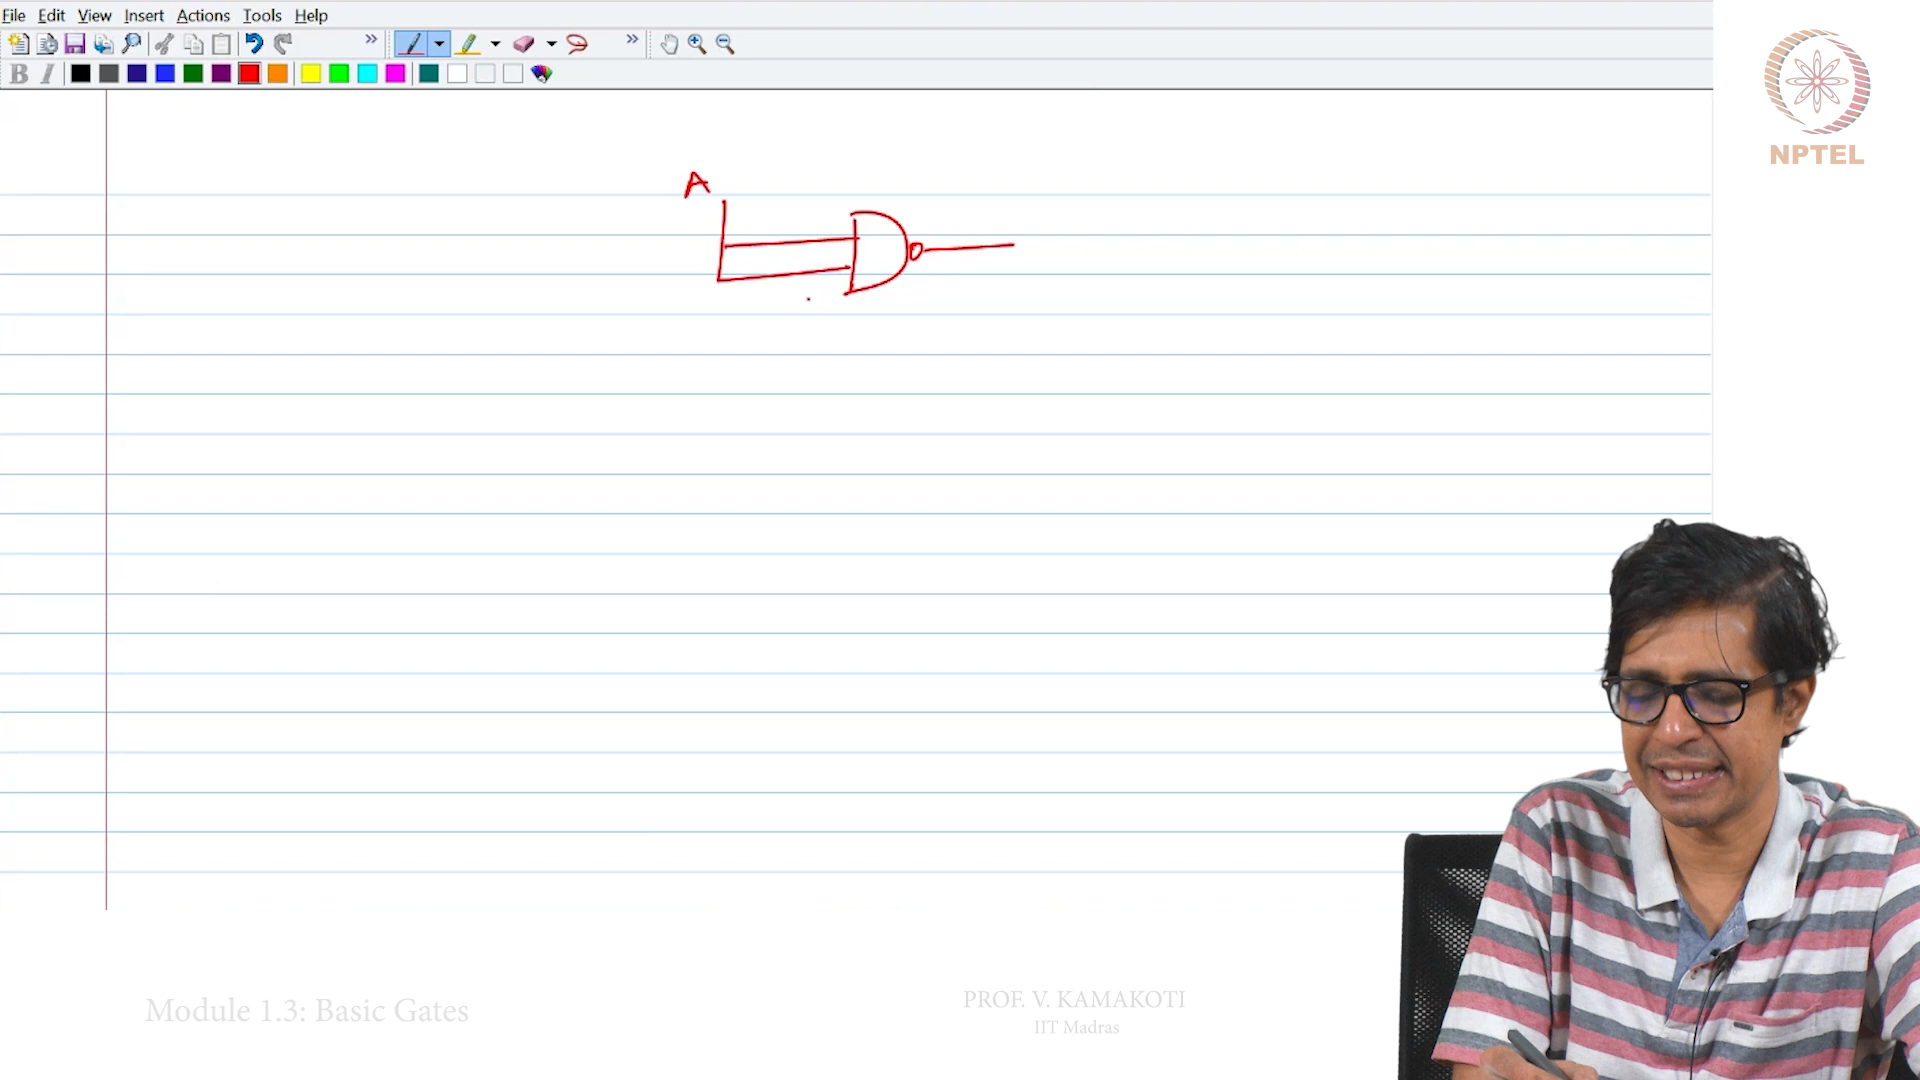 File Edit View Insert Actions Tools Help
B I
NPTEL
A
Module 1.3: Basic Gates
PROF. V. KAMAKOTI
IIT Madras